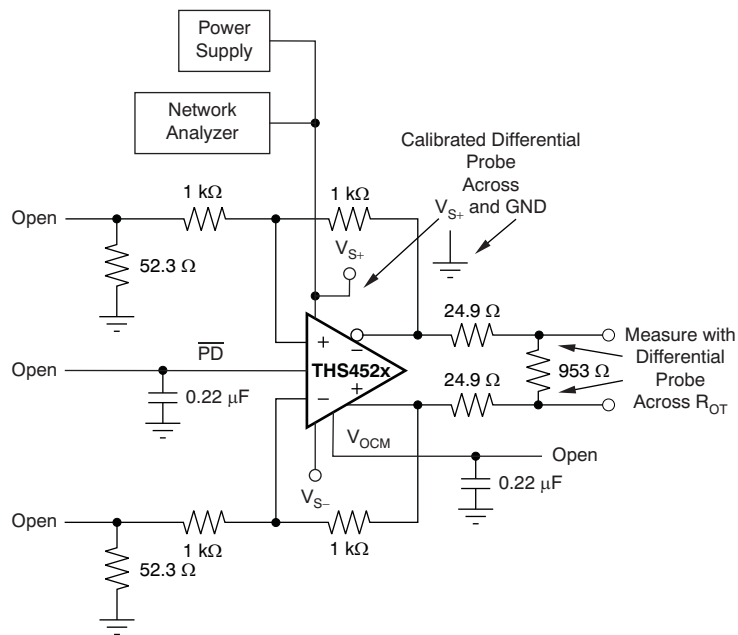 Power
Supply
Network
Analyzer
Calibrated Differential
Probe
Across
V_S+ and GND
1 kΩ
1 kΩ
Open
V_S+
52.3 Ω
24.9 Ω
Measure with
Differential
Probe
Across R_OT
PD
+
−
THS452x
953 Ω
Open
24.9 Ω
0.22 μF
−
+
V_OCM
Open
V_S−
0.22 μF
Open
1 kΩ
1 kΩ
52.3 Ω